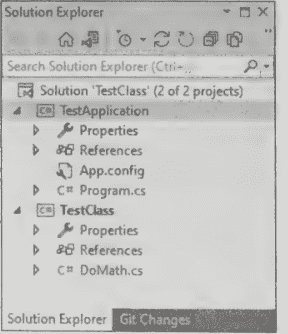 Solution Explorer
Search Solution Explorer (Ctrl-
Solution 'TestClass' (2 of 2 projects)
C# TestApplication
Properties
References
App.config
C# Program.cs
C# TestClass
Properties
References
C# DoMath.cs
Solution Explorer Git Changes